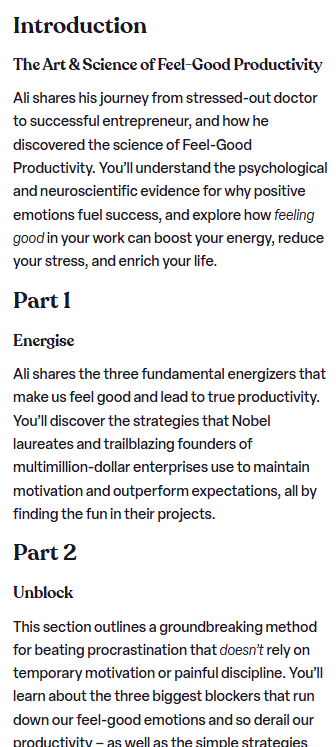 Introduction
The Art & Science of Feel-Good Productivity
Ali shares his journey from stressed-out doctor
to successful entrepreneur, and how he
discovered the science of Feel-Good
Productivity. You’ll understand the psychological
and neuroscientific evidence for why positive
emotions fuel success, and explore how feeling
good in your work can boost your energy, reduce
your stress, and enrich your life.
Part 1
Energise
Ali shares the three fundamental energizers that
make us feel good and lead to true productivity.
You’ll discover the strategies that Nobel
laureates and trailblazing founders of
multimillion-dollar enterprises use to maintain
motivation and outperform expectations, all by
finding the fun in their projects.
Part 2
Unblock
This section outlines a groundbreaking method
for beating procrastination that doesn’t rely on
temporary motivation or painful discipline. You’ll
learn about the three biggest blockers that run
down our feel-good emotions and so derail our
productivity – as well as the simple strategies